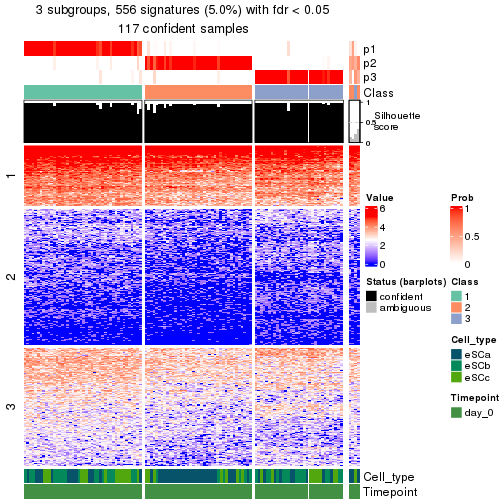 3 subgroups, 556 signatures (5.0%) with fdr < 0.05
117 confident samples
p1
p2
p3
Class
1
0.5
0
Silhouette
score
1
2
3
Value
6
4
2
0
Prob
1
0.5
0
Status (barplots)
confident
ambiguous
Class
1
2
3
Cell_type
eSCa
eSCb
eSCc
Timepoint
day_0
Cell_type
Timepoint